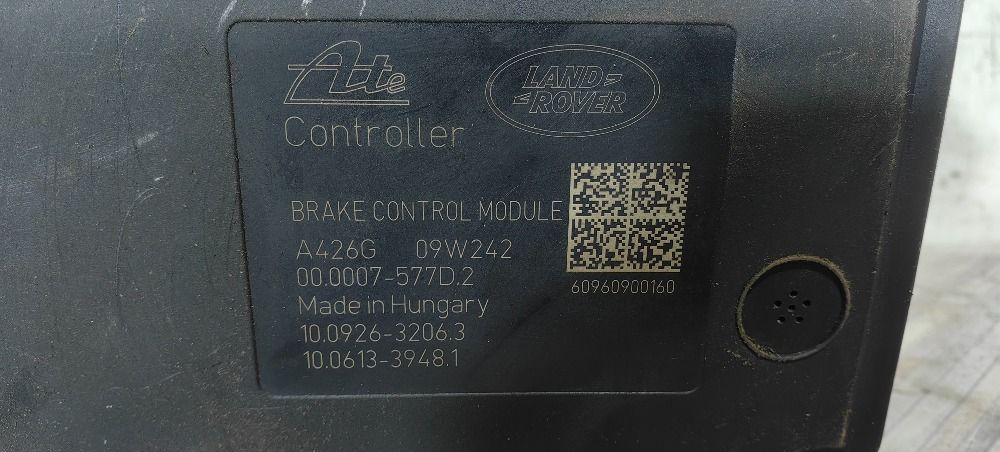 Ate
LAND
ROVER
Controller
BRAKE CONTROL MODULE
A426G 09W242
00.0007-577D.2
60960900160
Made in Hungary
10.0926-3206.3
10.0613-3948.1